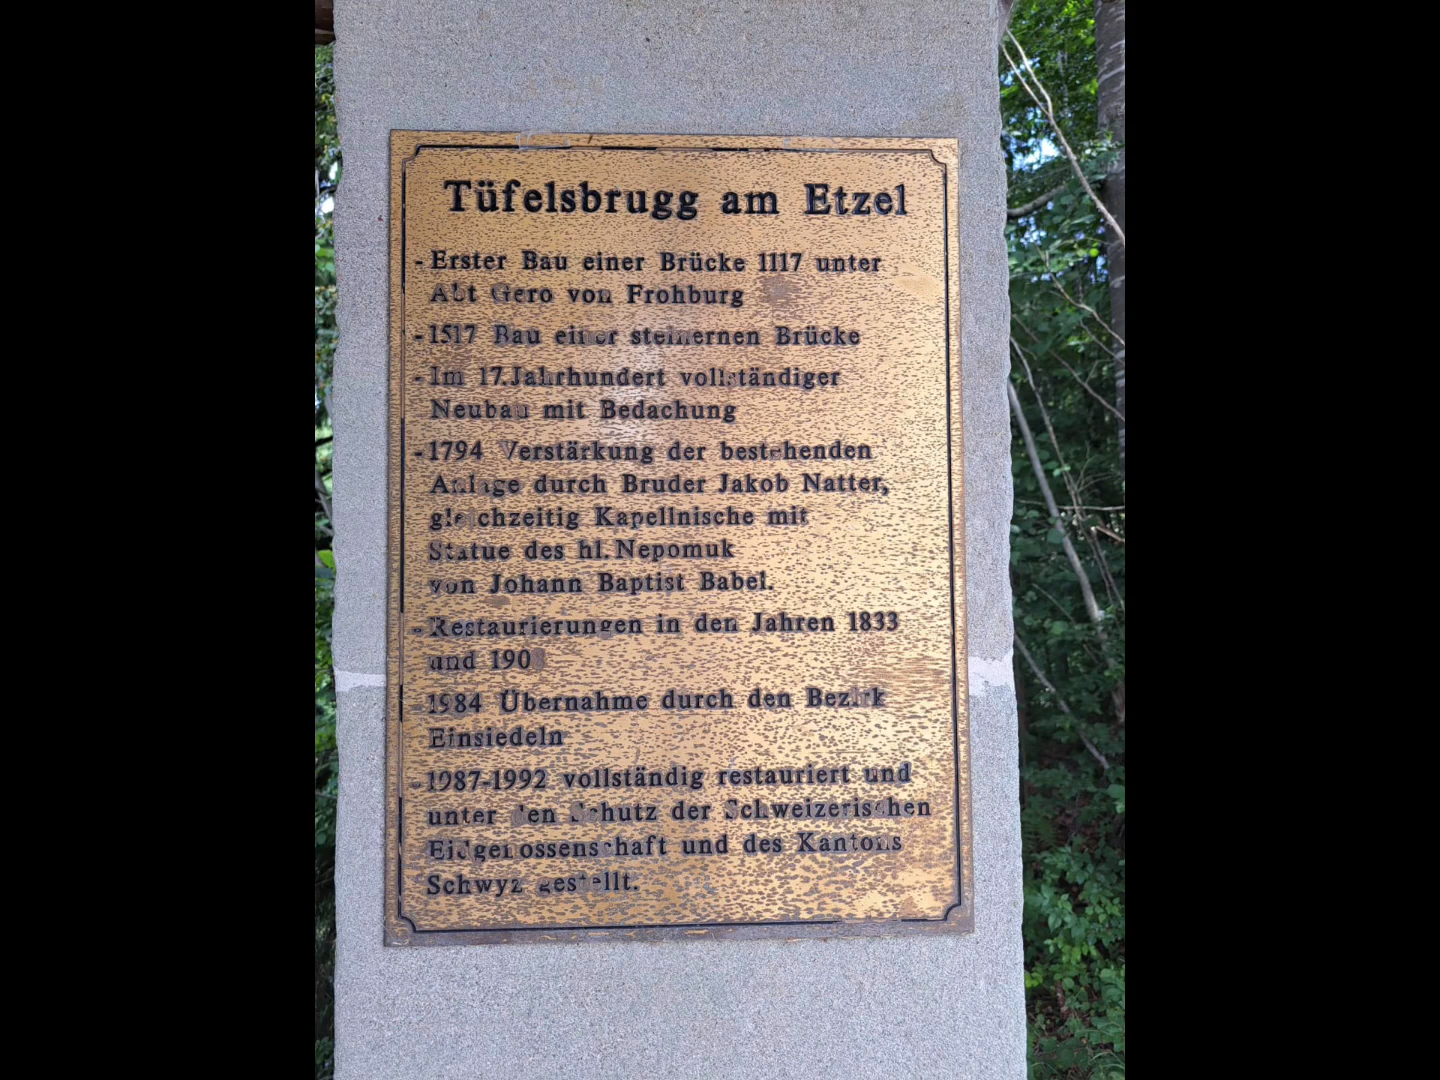 Tüfelsbrugg am Etzel
- Erster Bau einer Brücke 1117 unter
Abt Gero von Frohburg
- 1517 Bau einer steinernen Brücke
- Im 17. Jahrhundert vollständiger
Neubau mit Bedachung
- 1794 Verstärkung der bestehenden
Anlage durch Bruder Jakob Natter,
gleichzeitig Kapellnische mit
Statue des hl. Nepomuk
von Johann Baptist Babel.
- Restaurierungen in den Jahren 1833
und
- 1984 Übernahme durch den Bezirk
Einsiedeln
- 1987-1992 vollständig restauriert und
unter den Schutz der Schweizerischen
Eidgenossenschaft und des Kantons
Schwyz gestellt.